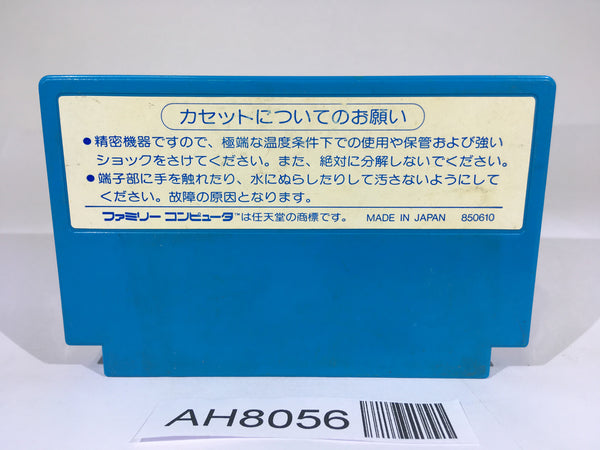 カセットについてのお願い
●精密機器ですので、極端な温度条件下での使用や保管および強い
ショックをさけてください。また、絶対に分解しないでください。
●端子部に手を触れたり、水にぬらしたりして汚さないようにして
ください。故障の原因となります。
ファミリー コンピュータ™は任天堂の商標です。 MADE IN JAPAN 850610
AH8056